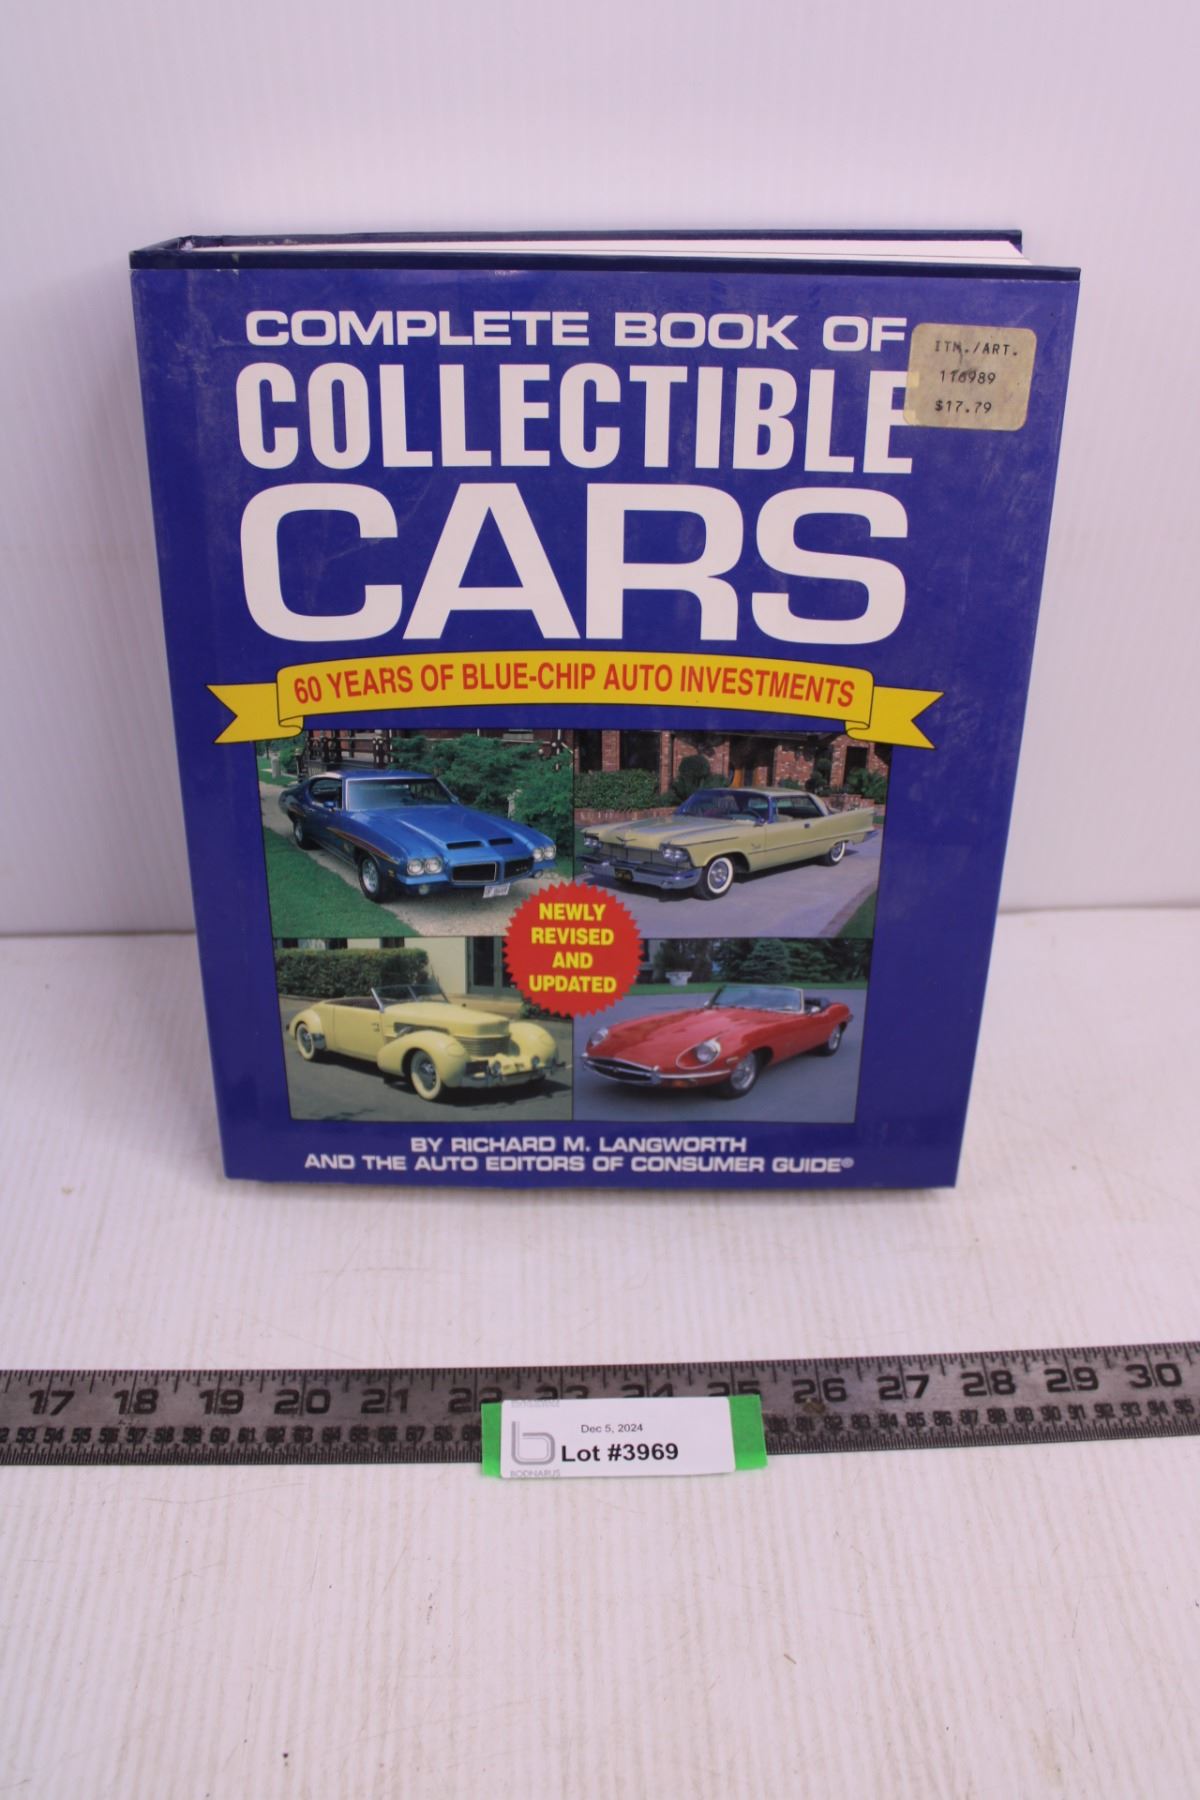 COMPLETE BOOK OF
COLLECTIBLE
CARS
ITM./ART.
116989
$17.79
60 YEARS OF BLUE-CHIP AUTO INVESTMENTS
NEWLY
REVISED
AND
UPDATED
BY RICHARD M. LANGWORTH
AND THE AUTO EDITORS OF CONSUMER GUIDE®
17 18 19 20 21 22 23 24 25 26 27 28 29 30
Dec 5, 2024
Lot #3969
BODNARUS